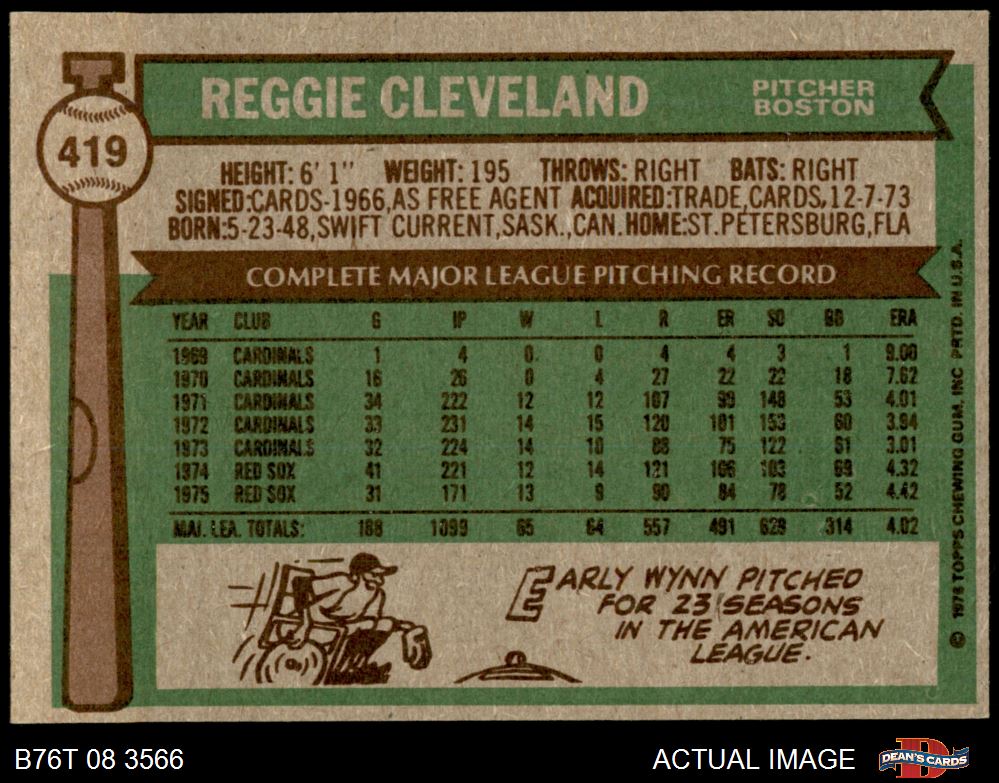 REGGIE CLEVELAND
PITCHER
BOSTON
419
HEIGHT: 6' 1" WEIGHT: 195 THROWS: RIGHT BATS: RIGHT
SIGNED:CARDS-1966,AS FREE AGENT ACQUIRED:TRADE,CARDS,12-7-73
BORN:5-23-48,SWIFT CURRENT,SASK.,CAN. HOME:ST. PETERSBURG,FLA
COMPLETE MAJOR LEAGUE PITCHING RECORD
YEAR CLUB G IP W L R ER SO BB ERA
1969 CARDINALS 1 4 0 0 4 4 3 1 9.00
1970 CARDINALS 16 26 0 4 27 22 22 18 7.62
1971 CARDINALS 34 222 12 12 107 99 148 53 4.01
1972 CARDINALS 33 231 14 15 120 101 153 60 3.94
1973 CARDINALS 32 224 14 10 88 75 122 61 3.01
1974 RED SOX 41 221 12 14 121 106 103 69 4.32
1975 RED SOX 31 171 13 9 90 84 78 52 4.42
MAJ. LEA. TOTALS: 188 1099 65 64 557 491 629 314 4.02
EARLY WYNN PITCHED
FOR 23 SEASONS
IN THE AMERICAN
LEAGUE.
© 1976 TOPPS CHEWING GUM, INC PRTD. IN U.S.A.
B76T 08 3566
ACTUAL IMAGE
DEAN'S CARDS